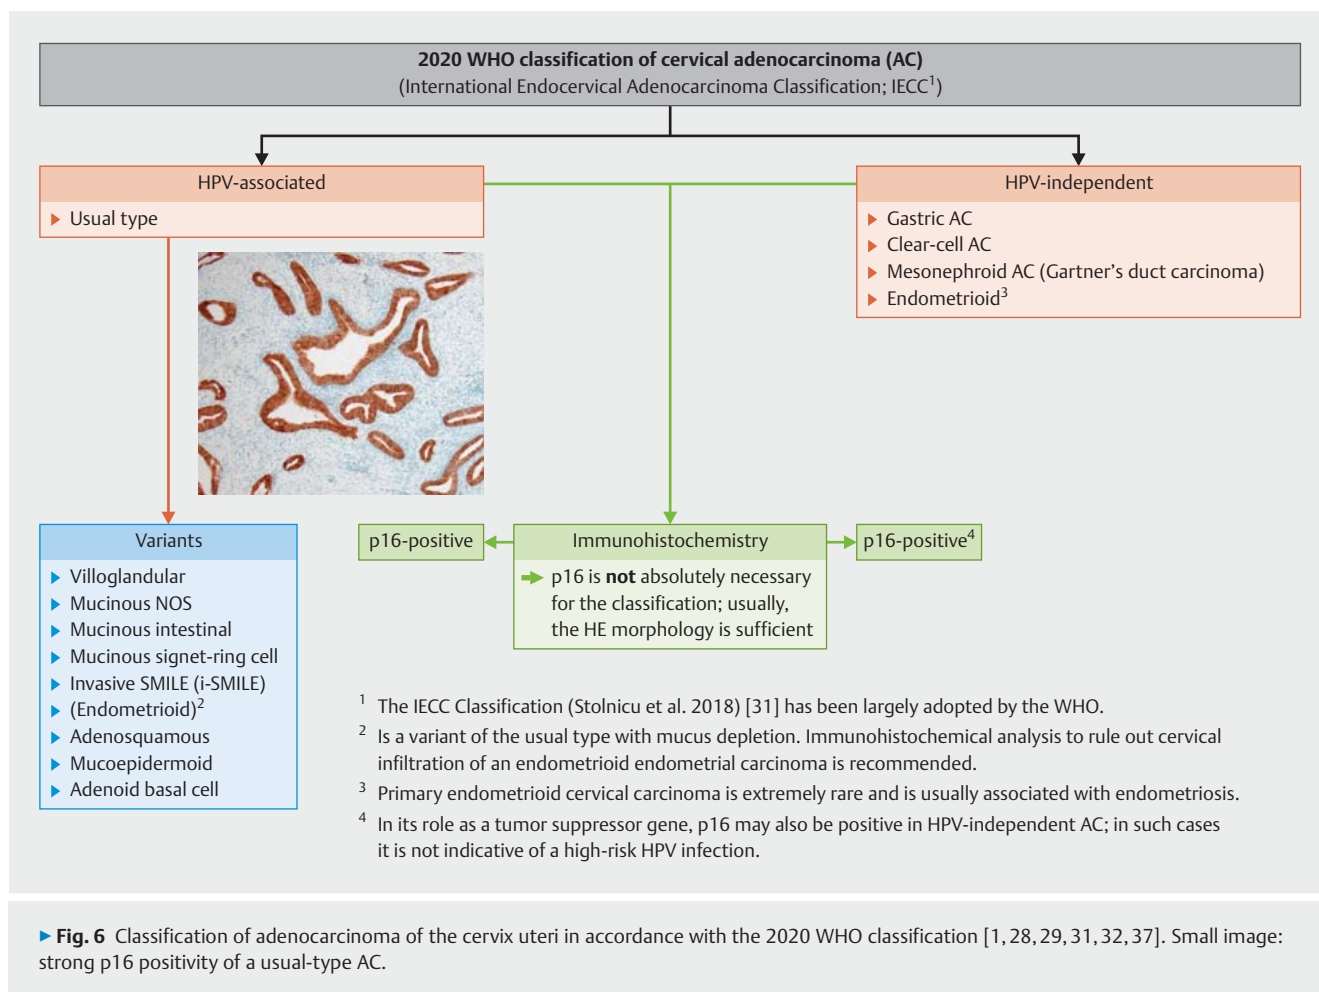 2020 WHO classification of cervical adenocarcinoma (AC)
(International Endocervical Adenocarcinoma Classification; IECC¹)
HPV-associated
▶ Usual type
HPV-independent
▶ Gastric AC
▶ Clear-cell AC
▶ Mesonephroid AC (Gartner’s duct carcinoma)
▶ Endometrioid³
Variants
▶ Villoglandular
▶ Mucinous NOS
▶ Mucinous intestinal
▶ Mucinous signet-ring cell
▶ Invasive SMILE (i-SMILE)
▶ (Endometrioid)²
▶ Adenosquamous
▶ Mucoepidermoid
▶ Adenoid basal cell
p16-positive
Immunohistochemistry
p16 is not absolutely necessary
for the classification; usually,
the HE morphology is sufficient
p16-positive⁴
¹ The IECC Classification (Stolnicu et al. 2018) [31] has been largely adopted by the WHO.
² Is a variant of the usual type with mucus depletion. Immunohistochemical analysis to rule out cervical
infiltration of an endometrioid endometrial carcinoma is recommended.
³ Primary endometrioid cervical carcinoma is extremely rare and is usually associated with endometriosis.
⁴ In its role as a tumor suppressor gene, p16 may also be positive in HPV-independent AC; in such cases
it is not indicative of a high-risk HPV infection.
▶ Fig. 6 Classification of adenocarcinoma of the cervix uteri in accordance with the 2020 WHO classification [1, 28, 29, 31, 32, 37]. Small image:
strong p16 positivity of a usual-type AC.